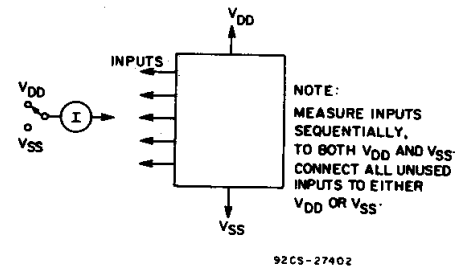 VDD
INPUTS
VDD
I
VSS
NOTE:
MEASURE INPUTS
SEQUENTIALLY,
TO BOTH VDD AND VSS.
CONNECT ALL UNUSED
INPUTS TO EITHER
VDD OR VSS.
VSS
92CS-27402